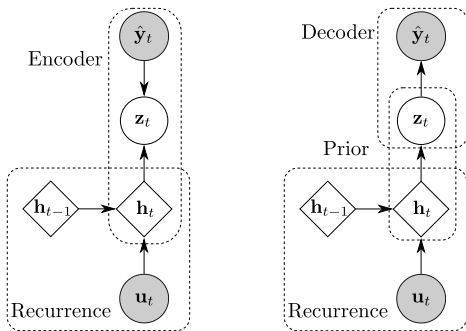 ŷ_t
Encoder
z_t
h_{t−1}
h_t
Recurrence
u_t
Decoder
ŷ_t
z_t
Prior
h_{t−1}
h_t
Recurrence
u_t